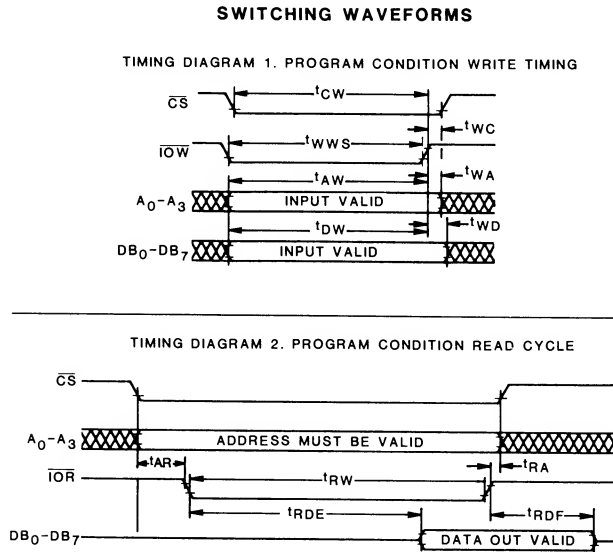 SWITCHING WAVEFORMS
TIMING DIAGRAM 1. PROGRAM CONDITION WRITE TIMING
CS
tCW
tWC
IOW
tWWS
tAW
tWA
A0-A3
INPUT VALID
tDW
tWD
DB0-DB7
INPUT VALID
TIMING DIAGRAM 2. PROGRAM CONDITION READ CYCLE
CS
A0-A3
ADDRESS MUST BE VALID
tAR
tRA
IOR
tRW
tRDE
tRDF
DB0-DB7
DATA OUT VALID